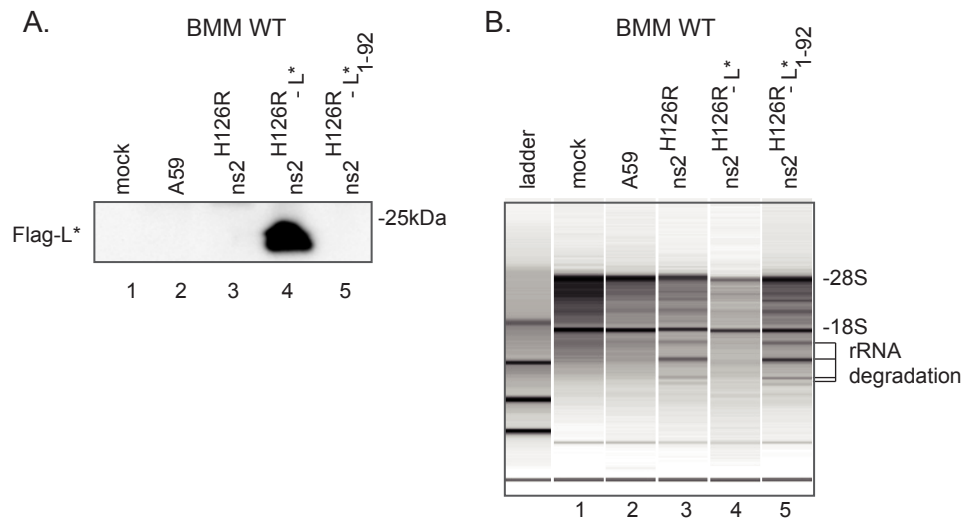 A.
BMM WT
mock
A59
ns2H126R
ns2H126R- L*
ns2H126R- L*1-92
Flag-L*
-25kDa
1 2 3 4 5
B.
BMM WT
ladder
mock
A59
ns2H126R
ns2H126R- L*
ns2H126R- L*1-92
-28S
-18S
rRNA
degradation
1 2 3 4 5